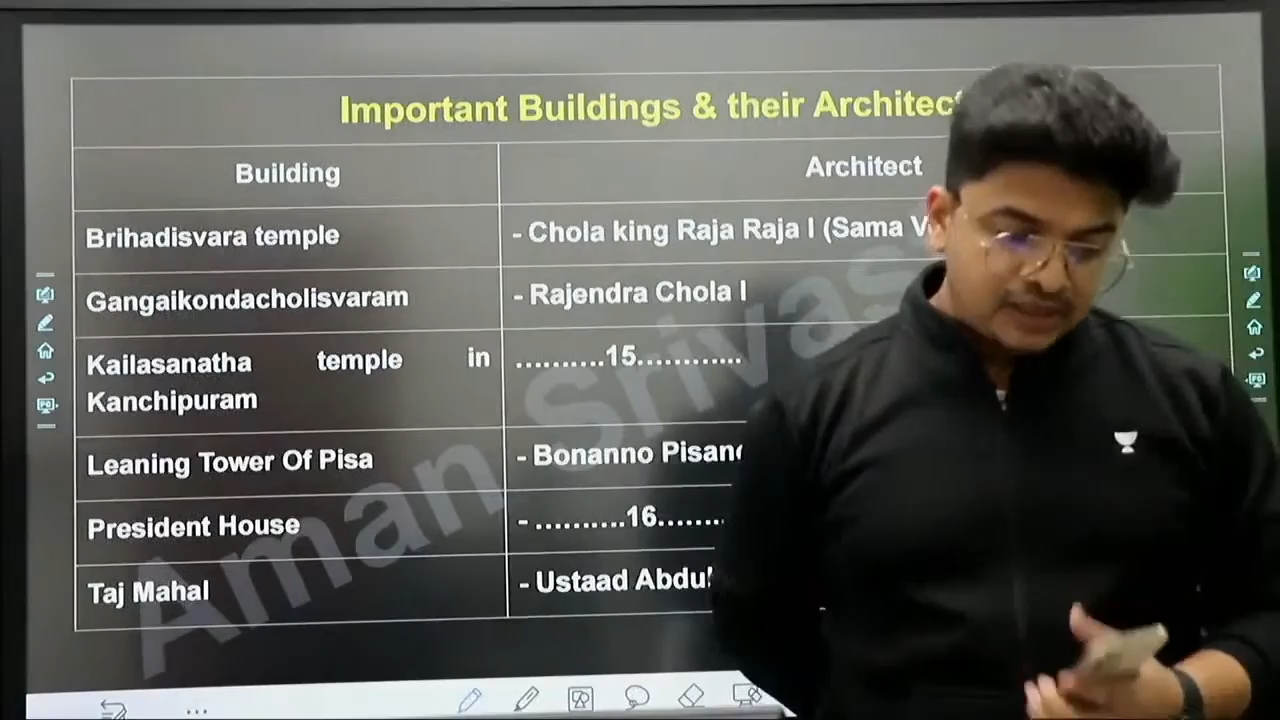 Important Buildings & their Architect
Building
Architect
Brihadisvara temple
- Chola king Raja Raja I (Sama V
Gangaikondacholisvaram
- Rajendra Chola I
Kailasanatha temple in
Kanchipuram
..........15............
Leaning Tower Of Pisa
- Bonanno Pisan
President House
- ..........16.......
Taj Mahal
- Ustaad Abdu
Aman Srivas